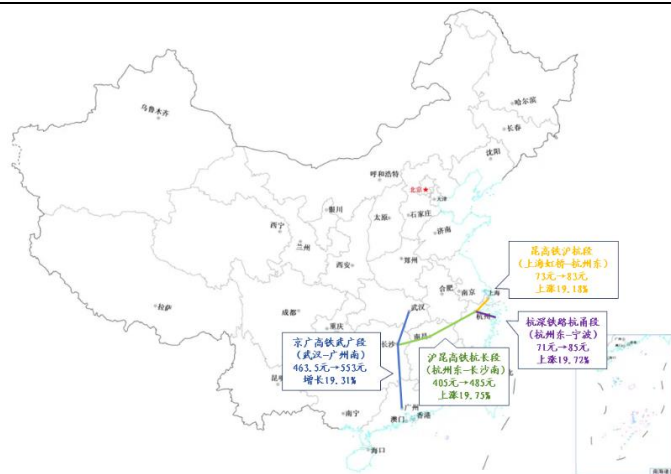 哈尔滨
长春
乌鲁木齐
沈阳
呼和浩特
北京
天津
银川
太原
石家庄
西宁
济南
兰州
昆高铁沪杭段
(上海虹桥-杭州东)
73元→83元
上涨19.18%
西安
郑州
合肥
南京
上海
拉萨
成都
武汉
杭州
重庆
杭深铁路杭甬段
(杭州东-宁波)
71元→85元
上涨19.72%
京广高铁武广段
(武汉-广州南)
463.5元→553元
增长19.31%
长沙
南昌
沪昆高铁杭长段
(杭州东-长沙南)
405元→485元
上涨19.75%
昆
南宁
广州
澳门
香港
海口